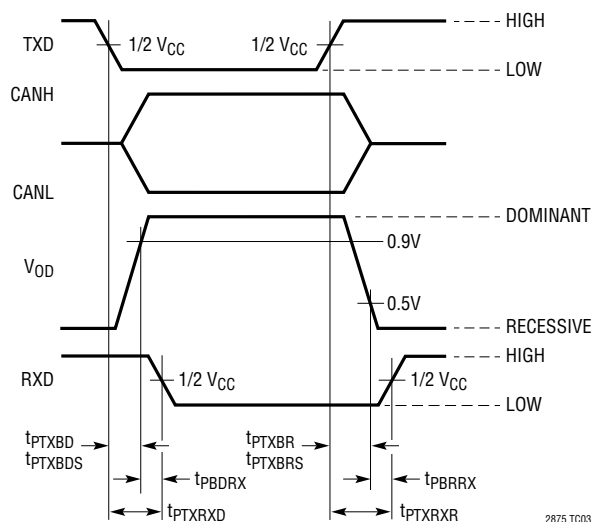 HIGH
TXD
1/2 VCC
1/2 VCC
LOW
CANH
CANL
DOMINANT
0.9V
VOD
0.5V
RECESSIVE
HIGH
RXD
1/2 VCC
1/2 VCC
LOW
tPTXBD
tPTXBDS
tPTXBR
tPTXBRS
tPBDRX
tPBRRX
tPTXRXD
tPTXRXR
2875 TC03